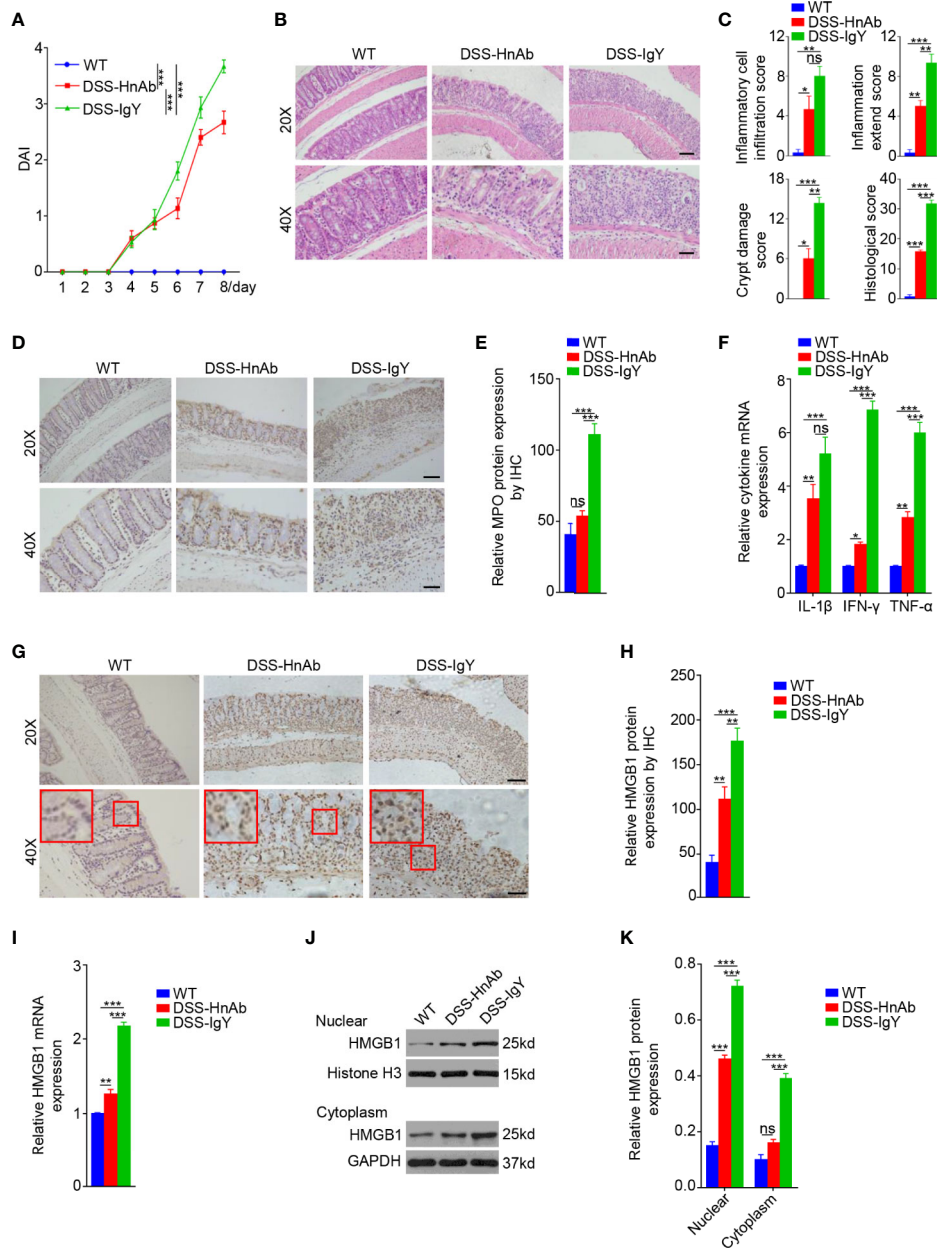 A
4
3
2
1
0
DAI
WT
DSS-HnAb
DSS-IgY
***
***
***
1 2 3 4 5 6 7 8/day
B
WT DSS-HnAb DSS-IgY
20X
40X
C
WT
DSS-HnAb
DSS-IgY
Inflammatory cell
infiltration score
12
8
4
0
**
ns
*
Inflammation
extend score
12
8
4
0
***
**
**
Crypt damage
score
18
12
6
0
***
**
*
Histological score
40
30
20
10
0
***
***
***
D
WT DSS-HnAb DSS-IgY
20X
40X
E
WT
DSS-HnAb
DSS-IgY
Relative MPO protein expression
by IHC
150
100
50
0
***
***
ns
F
WT
DSS-HnAb
DSS-IgY
Relative cytokine mRNA
expression
8
6
4
2
0
***
ns
**
***
***
*
***
***
**
IL-1β IFN-γ TNF-α
G
WT DSS-HnAb DSS-IgY
20X
40X
H
WT
DSS-HnAb
DSS-IgY
Relative HMGB1 protein
expression by IHC
250
200
150
100
50
0
***
**
**
I
WT
DSS-HnAb
DSS-IgY
Relative HMGB1 mRNA
expression
3
2
1
0
***
***
**
J
WT DSS-HnAb DSS-IgY
Nuclear
HMGB1 25kd
Histone H3 15kd
Cytoplasm
HMGB1 25kd
GAPDH 37kd
K
WT
DSS-HnAb
DSS-IgY
Relative HMGB1 protein
expression
0.8
0.6
0.4
0.2
0.0
***
***
***
***
***
ns
Nuclear Cytoplasm